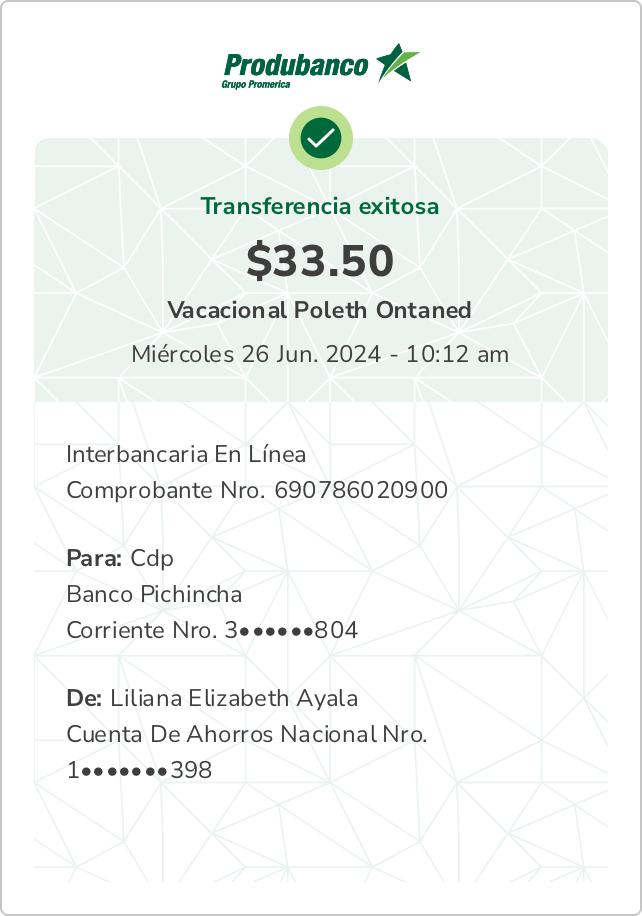 Produbanco
Grupo Promerica
Transferencia exitosa
$33.50
Vacacional Poleth Ontaned
Miércoles 26 Jun. 2024 - 10:12 am
Interbancaria En Línea
Comprobante Nro. 690786020900
Para: Cdp
Banco Pichincha
Corriente Nro. 3••••••804
De: Liliana Elizabeth Ayala
Cuenta De Ahorros Nacional Nro.
1•••••••398